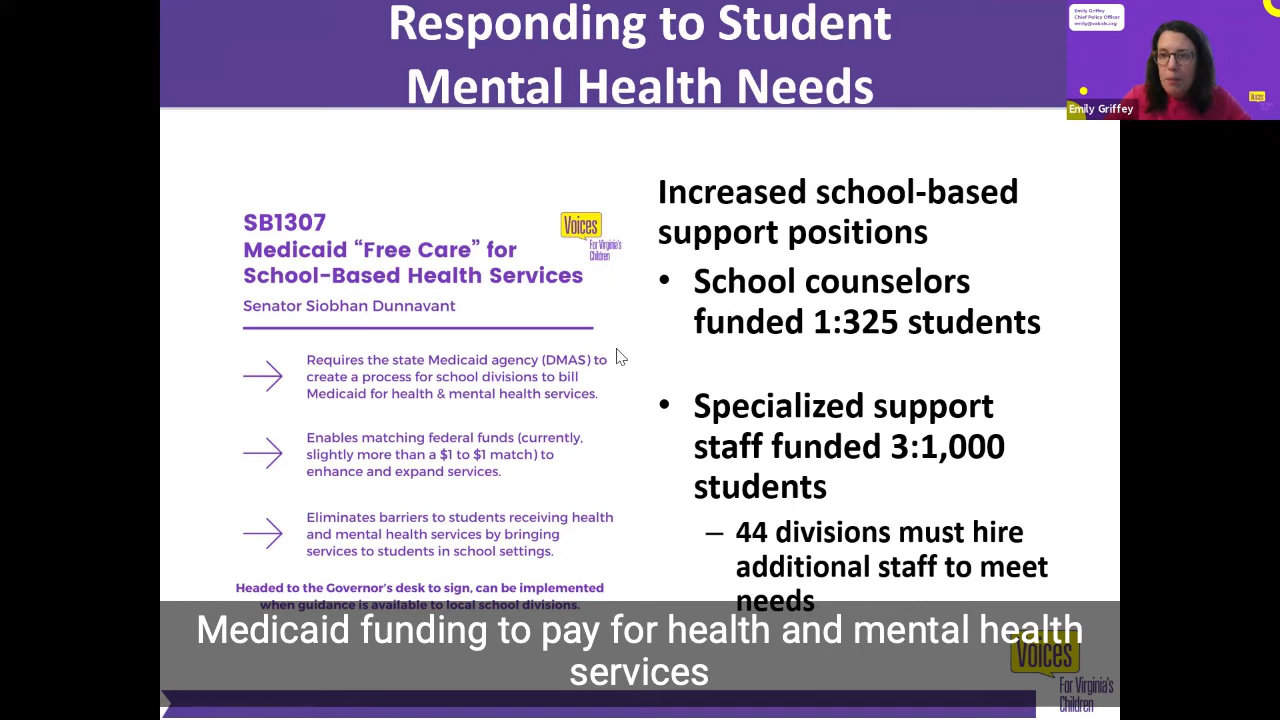 Responding to Student
Mental Health Needs
Emily Griffey
Chief Policy Officer
emily@vakids.org
Voices
Emily Griffey
SB1307
Medicaid “Free Care” for
School-Based Health Services
Senator Siobhan Dunnavant
Voices
For Virginia's
Children
Requires the state Medicaid agency (DMAS) to
create a process for school divisions to bill
Medicaid for health & mental health services.
Enables matching federal funds (currently,
slightly more than a $1 to $1 match) to
enhance and expand services.
Eliminates barriers to students receiving health
and mental health services by bringing
services to students in school settings.
Headed to the Governor's desk to sign, can be implemented
when guidance is available to local school divisions.
Increased school-based
support positions
• School counselors
funded 1:325 students
• Specialized support
staff funded 3:1,000
students
– 44 divisions must hire
additional staff to meet
needs
Medicaid funding to pay for health and mental health
services
Voices
For Virginia's
Children